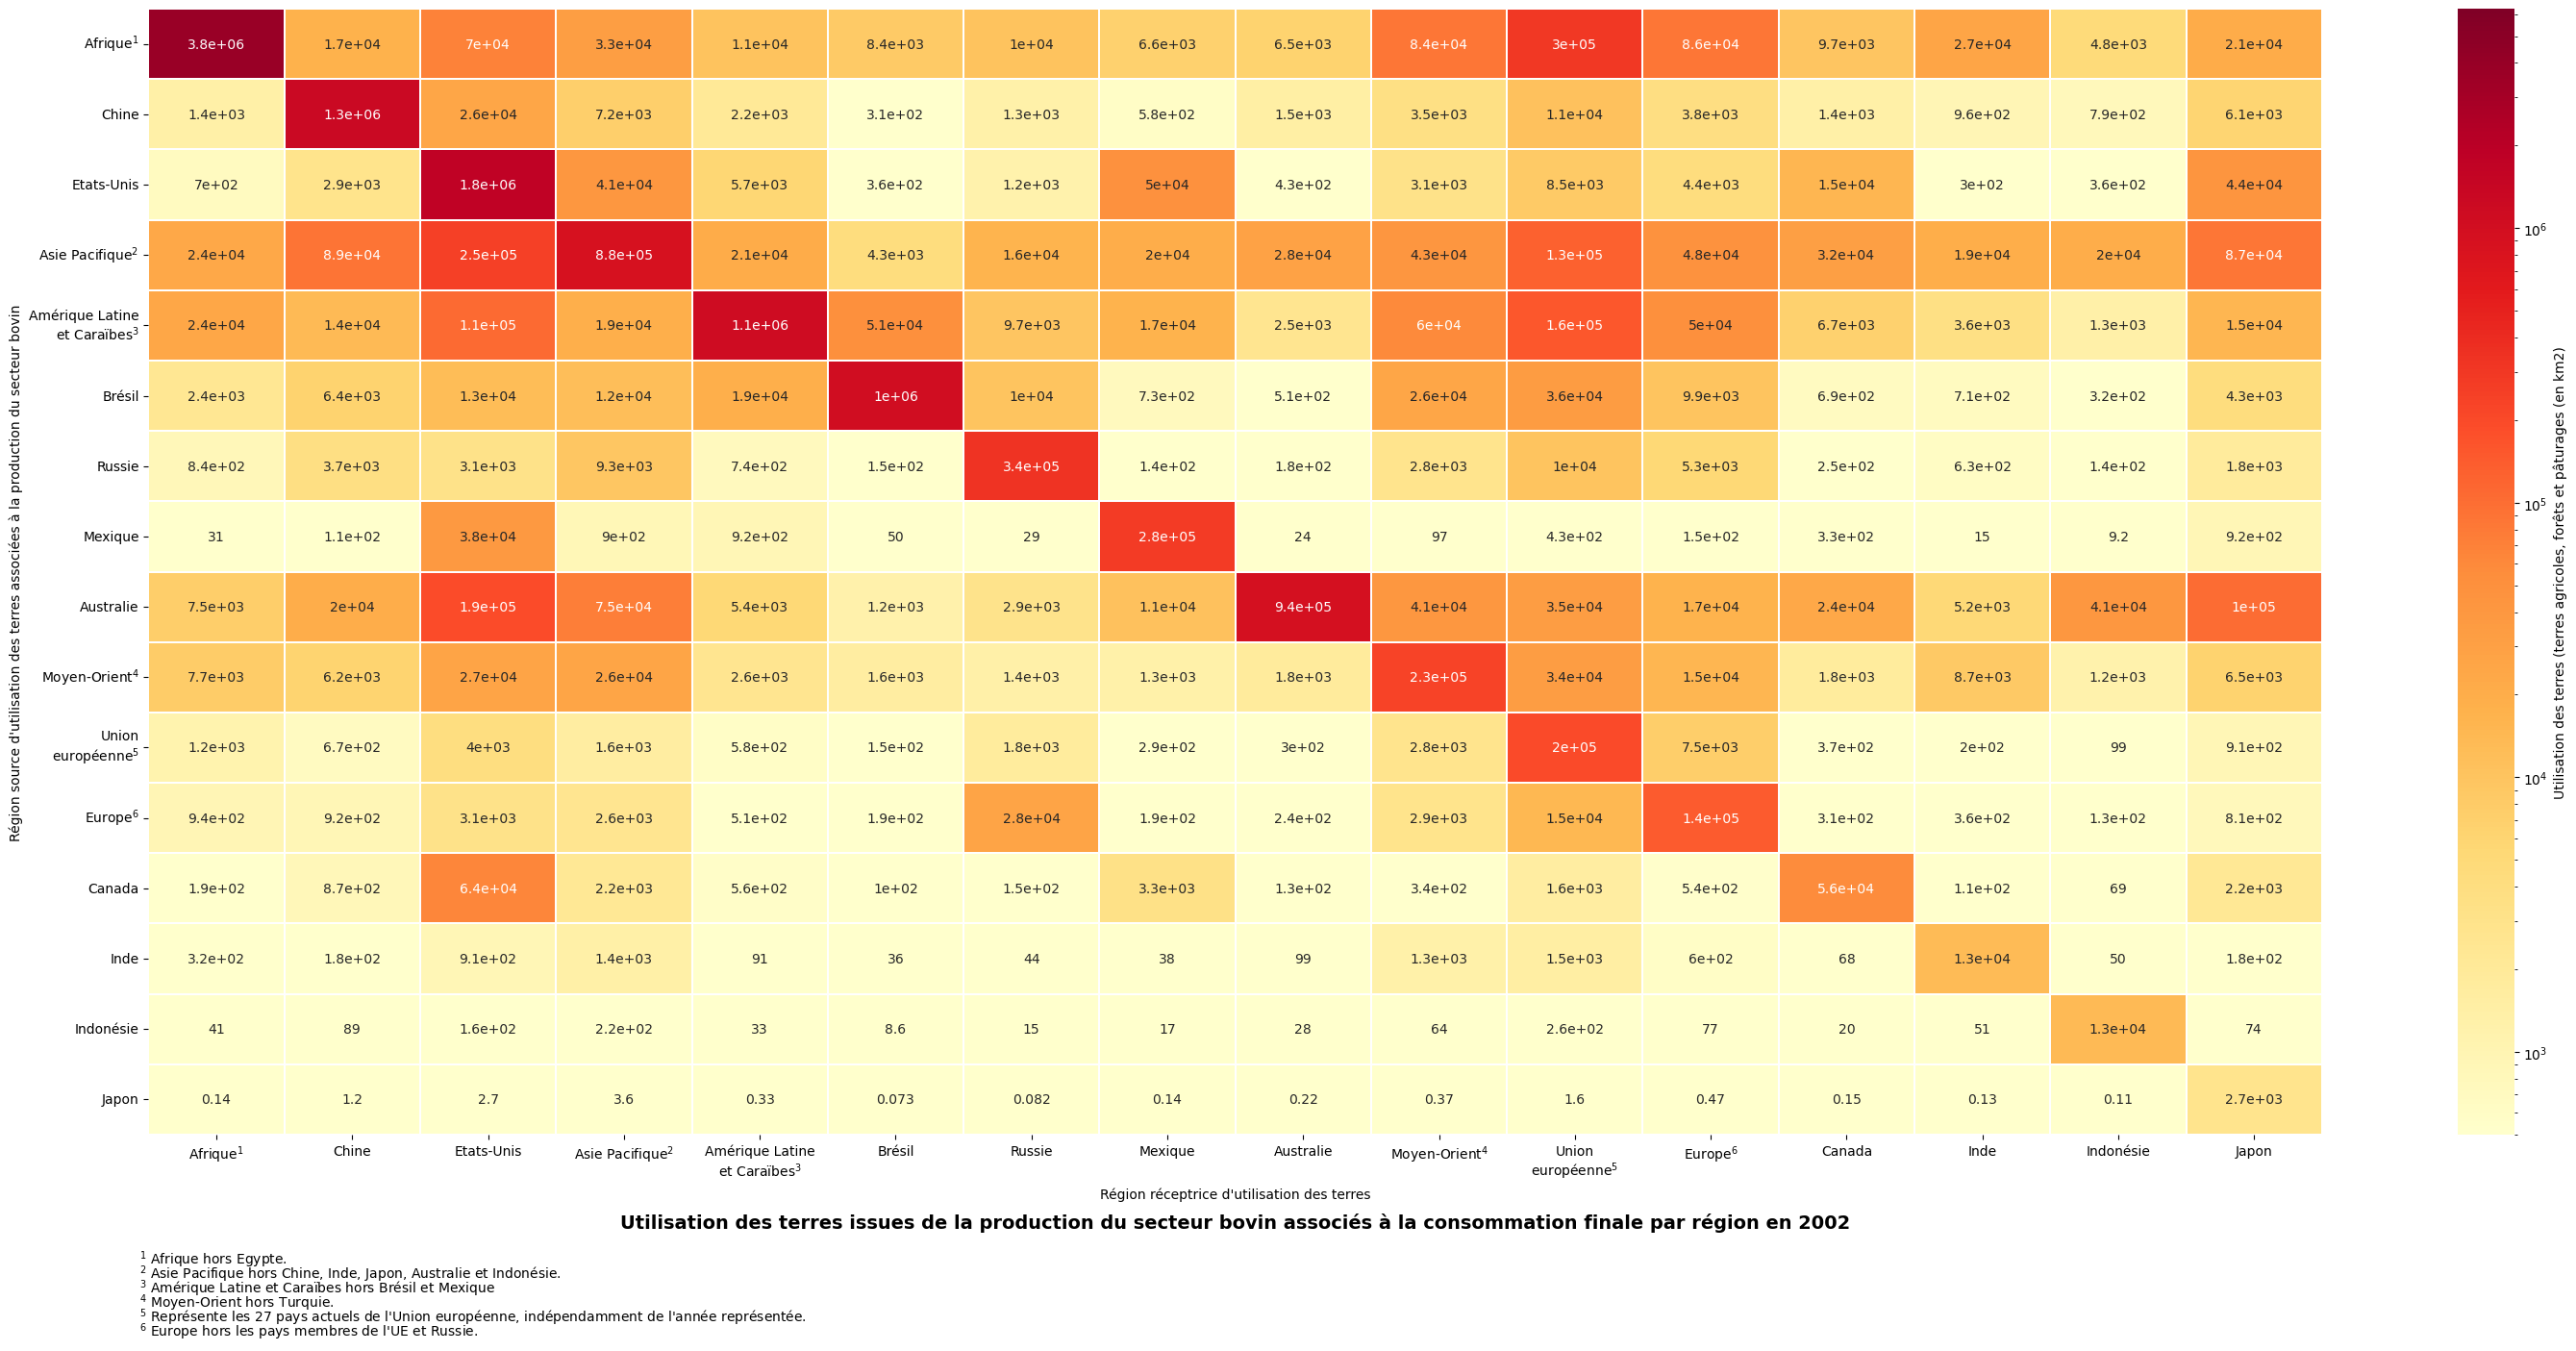 Afrique¹ 3.8e+06 1.7e+04 7e+04 3.3e+04 1.1e+04 8.4e+03 1e+04 6.6e+03 6.5e+03 8.4e+04 3e+05 8.6e+04 9.7e+03 2.7e+04 4.8e+03 2.1e+04
Chine 1.4e+03 1.3e+06 2.6e+04 7.2e+03 2.2e+03 3.1e+02 1.3e+03 5.8e+02 1.5e+03 3.5e+03 1.1e+04 3.8e+03 1.4e+03 9.6e+02 7.9e+02 6.1e+03
Etats-Unis 7e+02 2.9e+03 1.8e+06 4.1e+04 5.7e+03 3.6e+02 1.2e+03 5e+04 4.3e+02 3.1e+03 8.5e+03 4.4e+03 1.5e+04 3e+02 3.6e+02 4.4e+04
Asie Pacifique² 2.4e+04 8.9e+04 2.5e+05 8.8e+05 2.1e+04 4.3e+03 1.6e+04 2e+04 2.8e+04 4.3e+04 1.3e+05 4.8e+04 3.2e+04 1.9e+04 2e+04 8.7e+04
Amérique Latine
et Caraïbes³ 2.4e+04 1.4e+04 1.1e+05 1.9e+04 1.1e+06 5.1e+04 9.7e+03 1.7e+04 2.5e+03 6e+04 1.6e+05 5e+04 6.7e+03 3.6e+03 1.3e+03 1.5e+04
Brésil 2.4e+03 6.4e+03 1.3e+04 1.2e+04 1.9e+04 1e+06 1e+04 7.3e+02 5.1e+02 2.6e+04 3.6e+04 9.9e+03 6.9e+02 7.1e+02 3.2e+02 4.3e+03
Russie 8.4e+02 3.7e+03 3.1e+03 9.3e+03 7.4e+02 1.5e+02 3.4e+05 1.4e+02 1.8e+02 2.8e+03 1e+04 5.3e+03 2.5e+02 6.3e+02 1.4e+02 1.8e+03
Mexique 31 1.1e+02 3.8e+04 9e+02 9.2e+02 50 29 2.8e+05 24 97 4.3e+02 1.5e+02 3.3e+02 15 9.2 9.2e+02
Australie 7.5e+03 2e+04 1.9e+05 7.5e+04 5.4e+03 1.2e+03 2.9e+03 1.1e+04 9.4e+05 4.1e+04 3.5e+04 1.7e+04 2.4e+04 5.2e+03 4.1e+04 1e+05
Moyen-Orient⁴ 7.7e+03 6.2e+03 2.7e+04 2.6e+04 2.6e+03 1.6e+03 1.4e+03 1.3e+03 1.8e+03 2.3e+05 3.4e+04 1.5e+04 1.8e+03 8.7e+03 1.2e+03 6.5e+03
Union
européenne⁵ 1.2e+03 6.7e+02 4e+03 1.6e+03 5.8e+02 1.5e+02 1.8e+03 2.9e+02 3e+02 2.8e+03 2e+05 7.5e+03 3.7e+02 2e+02 99 9.1e+02
Europe⁶ 9.4e+02 9.2e+02 3.1e+03 2.6e+03 5.1e+02 1.9e+02 2.8e+04 1.9e+02 2.4e+02 2.9e+03 1.5e+04 1.4e+05 3.1e+02 3.6e+02 1.3e+02 8.1e+02
Canada 1.9e+02 8.7e+02 6.4e+04 2.2e+03 5.6e+02 1e+02 1.5e+02 3.3e+03 1.3e+02 3.4e+02 1.6e+03 5.4e+02 5.6e+04 1.1e+02 69 2.2e+03
Inde 3.2e+02 1.8e+02 9.1e+02 1.4e+03 91 36 44 38 99 1.3e+03 1.5e+03 6e+02 68 1.3e+04 50 1.8e+02
Indonésie 41 89 1.6e+02 2.2e+02 33 8.6 15 17 28 64 2.6e+02 77 20 51 1.3e+04 74
Japon 0.14 1.2 2.7 3.6 0.33 0.073 0.082 0.14 0.22 0.37 1.6 0.47 0.15 0.13 0.11 2.7e+03
Afrique¹ Chine Etats-Unis Asie Pacifique² Amérique Latine Brésil Russie Mexique Australie Moyen-Orient⁴ Union Europe⁶ Canada Inde Indonésie Japon
et Caraïbes³ européenne⁵
Région réceptrice d'utilisation des terres
Région source d'utilisation des terres associées à la production du secteur bovin
10⁶
10⁵
10⁴
10³
Utilisation des terres (terres agricoles, forêts et pâturages (en km2)
Utilisation des terres issues de la production du secteur bovin associés à la consommation finale par région en 2002
¹ Afrique hors Egypte.
² Asie Pacifique hors Chine, Inde, Japon, Australie et Indonésie.
³ Amérique Latine et Caraïbes hors Brésil et Mexique
⁴ Moyen-Orient hors Turquie.
⁵ Représente les 27 pays actuels de l'Union européenne, indépendamment de l'année représentée.
⁶ Europe hors les pays membres de l'UE et Russie.